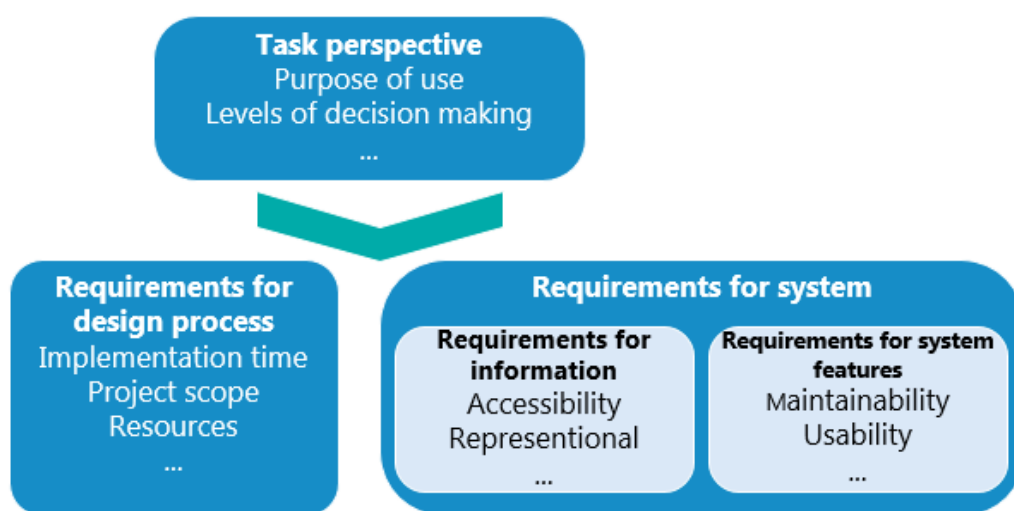 Task perspective
Purpose of use
Levels of decision making
...
Requirements for
design process
Implementation time
Project scope
Resources
...
Requirements for system
Requirements for
information
Accessibility
Representional
...
Requirements for system
features
Maintainability
Usability
...